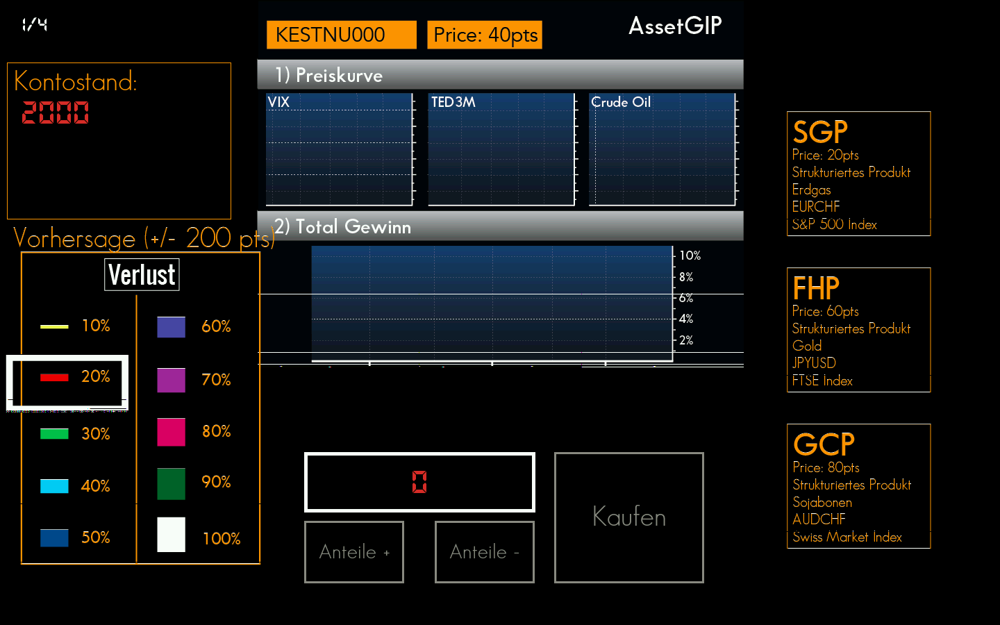 1/4
KESTNU000
Price: 40pts
AssetGIP
Kontostand:
2000
1) Preiskurve
VIX
TED3M
Crude Oil
2) Total Gewinn
10%
8%
6%
4%
2%
Vorhersage (+/- 200 pts)
Verlust
10%
60%
20%
70%
30%
80%
40%
90%
50%
100%
0
Anteile +
Anteile -
Kaufen
SGP
Price: 20pts
Strukturiertes Produkt
Erdgas
EURCHF
S&P 500 Index
FHP
Price: 60pts
Strukturiertes Produkt
Gold
JPYUSD
FTSE Index
GCP
Price: 80pts
Strukturiertes Produkt
Sojabonen
AUDCHF
Swiss Market Index